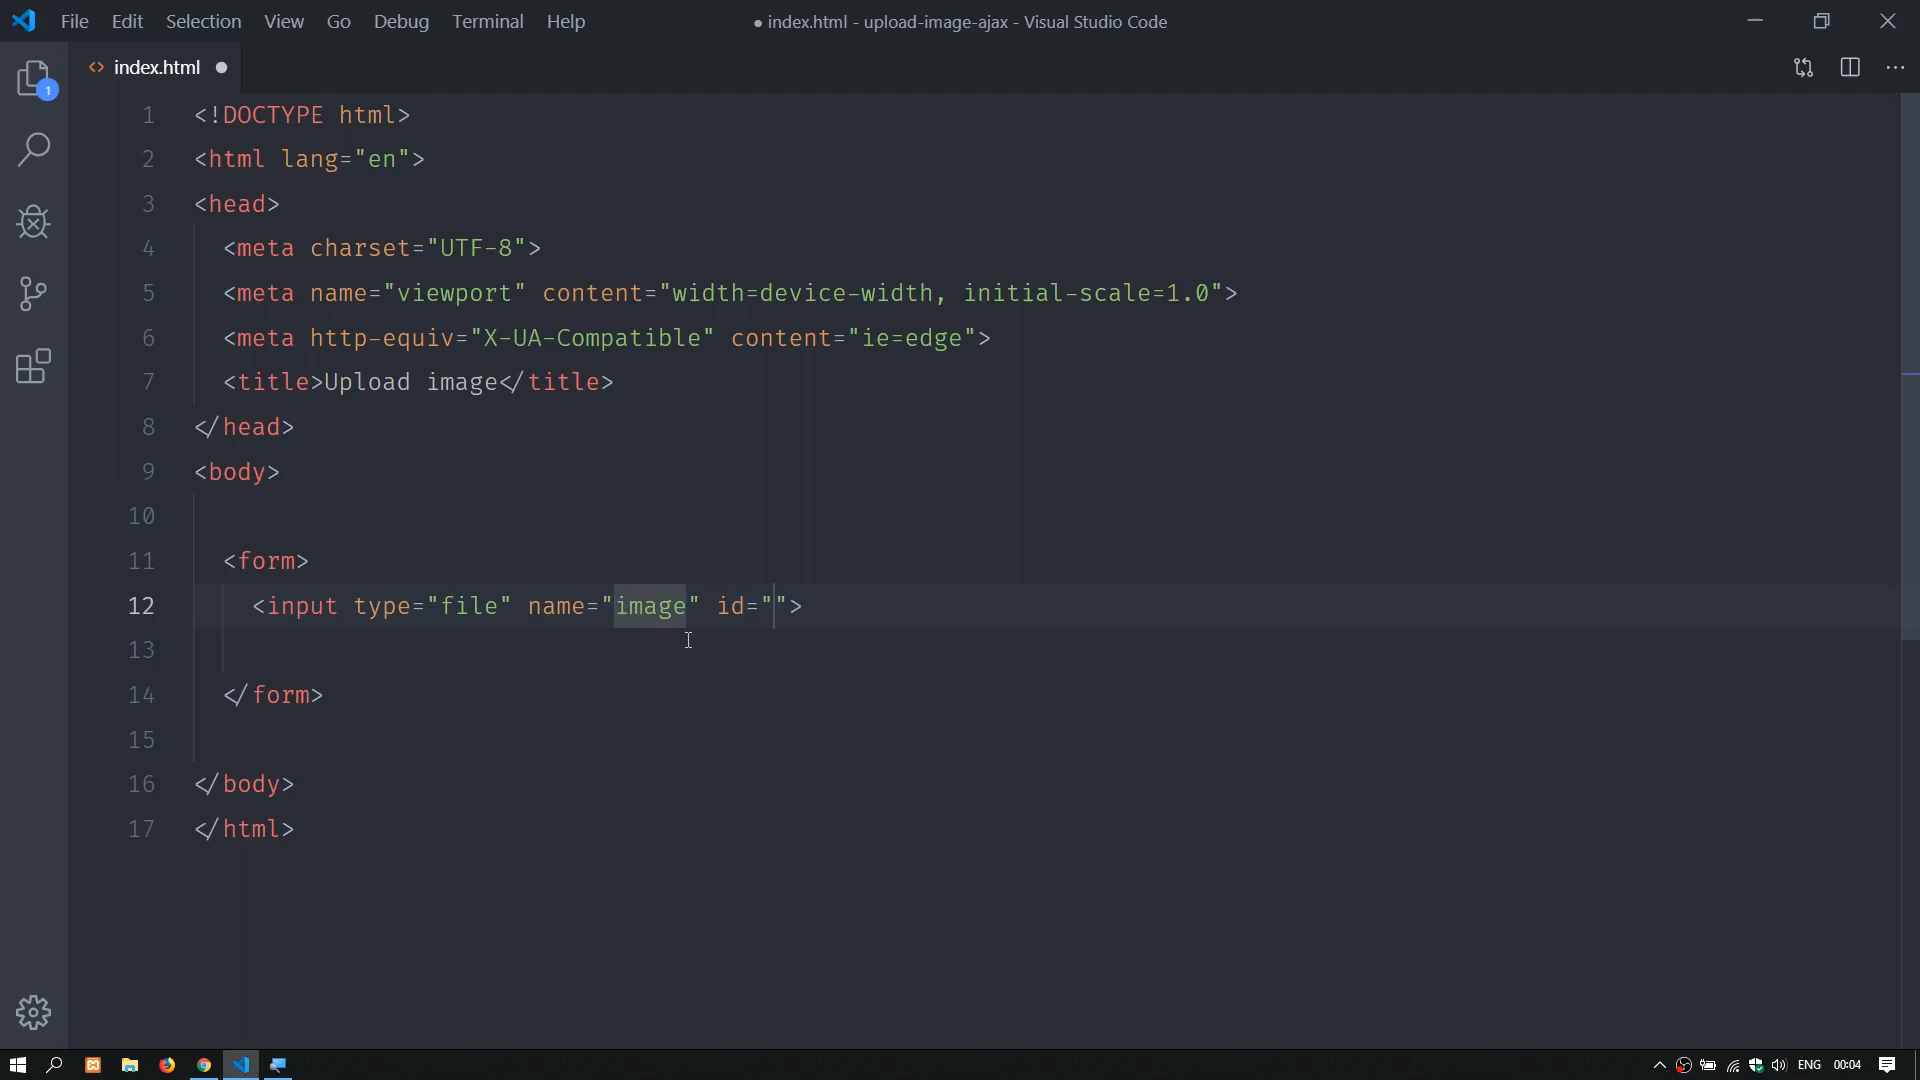 File Edit Selection View Go Debug Terminal Help ● index.html - upload-image-ajax - Visual Studio Code
<> index.html ●
1
1 <!DOCTYPE html>
2 <html lang="en">
3 <head>
4 <meta charset="UTF-8">
5 <meta name="viewport" content="width=device-width, initial-scale=1.0">
6 <meta http-equiv="X-UA-Compatible" content="ie=edge">
7 <title>Upload image</title>
8 </head>
9 <body>
10
11 <form>
12 <input type="file" name="image" id="">
13
14 </form>
15
16 </body>
17 </html>
ENG 00:04